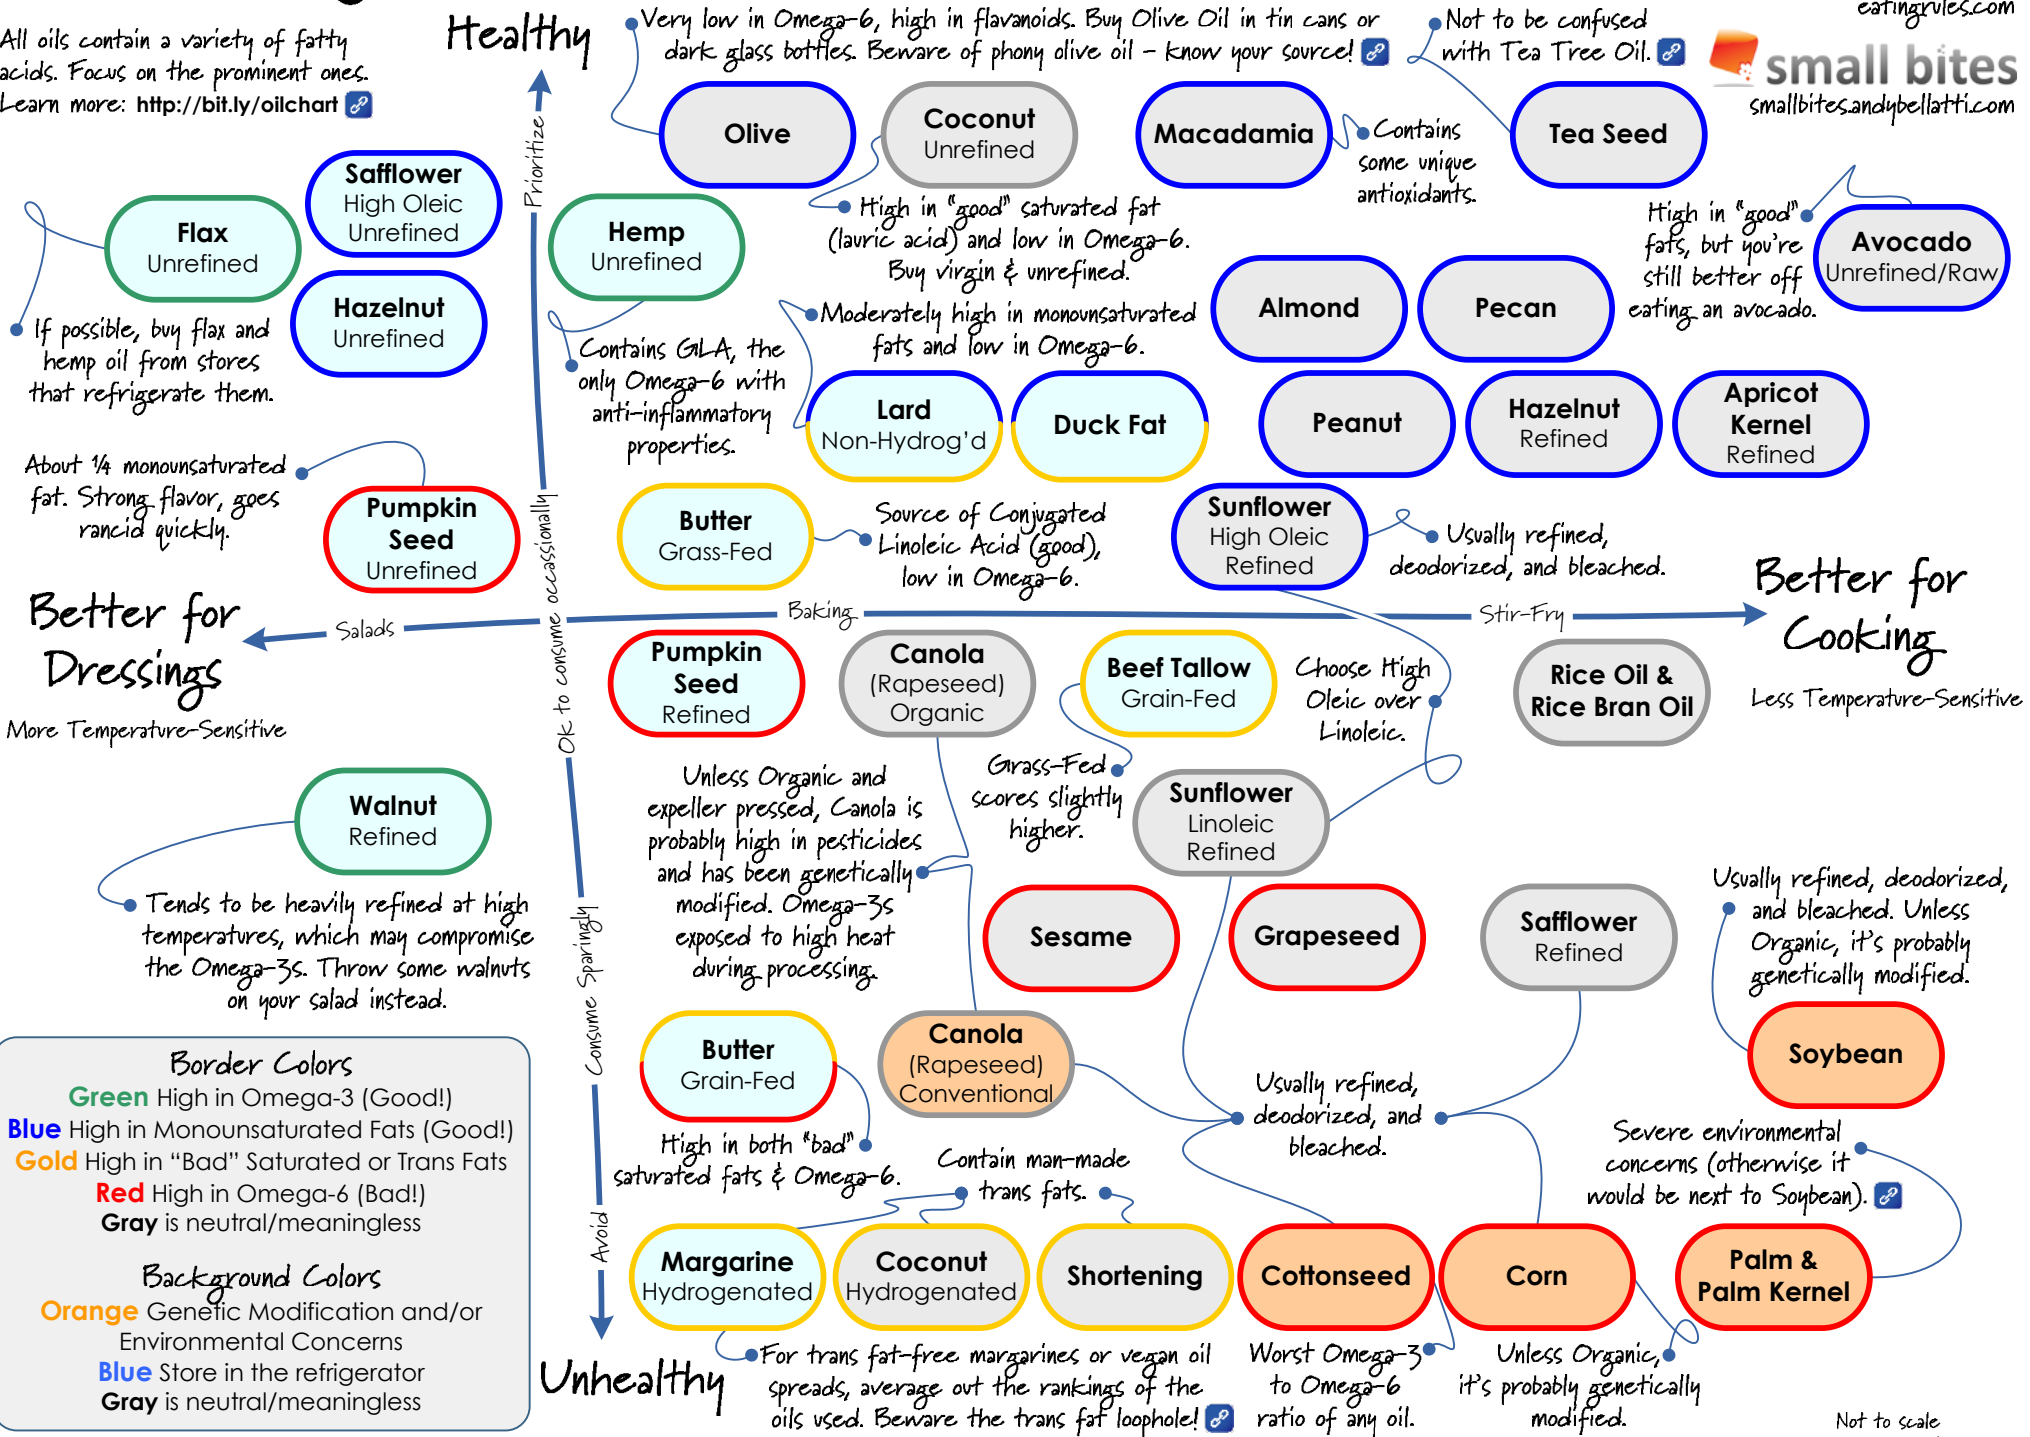 Healthy
All oils contain a variety of fatty
acids. Focus on the prominent ones.
Learn more: http://bit.ly/oilchart
Very low in Omega-6, high in flavanoids. Buy Olive Oil in tin cans or
dark glass bottles. Beware of phony olive oil - know your source!
Not to be confused
with Tea Tree Oil.
eatingrules.com
small bites
smallbites.andybellatti.com
Prioritize
Olive
Coconut
Unrefined
Macadamia
Contains
some unique
antioxidants.
Tea Seed
Safflower
High Oleic
Unrefined
Flax
Unrefined
Hemp
Unrefined
High in "good" saturated fat
(lauric acid) and low in Omega-6.
Buy virgin & unrefined.
High in "good"
fats, but you're
still better off
eating an avocado.
Avocado
Unrefined/Raw
Hazelnut
Unrefined
If possible, buy flax and
hemp oil from stores
that refrigerate them.
Contains GLA, the
only Omega-6 with
anti-inflammatory
properties.
Moderately high in monounsaturated
fats and low in Omega-6.
Almond
Pecan
Lard
Non-Hydrog'd
Duck Fat
Peanut
Hazelnut
Refined
Apricot
Kernel
Refined
About ¼ monounsaturated
fat. Strong flavor, goes
rancid quickly.
Pumpkin
Seed
Unrefined
Ok to consume occassionally
Butter
Grass-Fed
Source of Conjugated
Linoleic Acid (good),
low in Omega-6.
Sunflower
High Oleic
Refined
Usually refined,
deodorized, and bleached.
Better for
Dressings
More Temperature-Sensitive
Salads
Baking
Stir-Fry
Better for
Cooking
Less Temperature-Sensitive
Pumpkin
Seed
Refined
Canola
(Rapeseed)
Organic
Beef Tallow
Grain-Fed
Choose High
Oleic over
Linoleic.
Rice Oil &
Rice Bran Oil
Grass-Fed
scores slightly
higher.
Walnut
Refined
Unless Organic and
expeller pressed, Canola is
probably high in pesticides
and has been genetically
modified. Omega-3s
exposed to high heat
during processing.
Sunflower
Linoleic
Refined
Tends to be heavily refined at high
temperatures, which may compromise
the Omega-3s. Throw some walnuts
on your salad instead.
Consume Sparingly
Sesame
Grapeseed
Safflower
Refined
Usually refined, deodorized,
and bleached. Unless
Organic, it's probably
genetically modified.
Soybean
Butter
Grain-Fed
Canola
(Rapeseed)
Conventional
Usually refined,
deodorized, and
bleached.
High in both "bad"
saturated fats & Omega-6.
Contain man-made
trans fats.
Severe environmental
concerns (otherwise it
would be next to Soybean).
Avoid
Margarine
Hydrogenated
Coconut
Hydrogenated
Shortening
Cottonseed
Corn
Palm &
Palm Kernel
Unhealthy
For trans fat-free margarines or vegan oil
spreads, average out the rankings of the
oils used. Beware the trans fat loophole!
Worst Omega-3
to Omega-6
ratio of any oil.
Unless Organic,
it's probably genetically
modified.
Not to scale
Border Colors
Green High in Omega-3 (Good!)
Blue High in Monounsaturated Fats (Good!)
Gold High in "Bad" Saturated or Trans Fats
Red High in Omega-6 (Bad!)
Gray is neutral/meaningless
Background Colors
Orange Genetic Modification and/or
Environmental Concerns
Blue Store in the refrigerator
Gray is neutral/meaningless